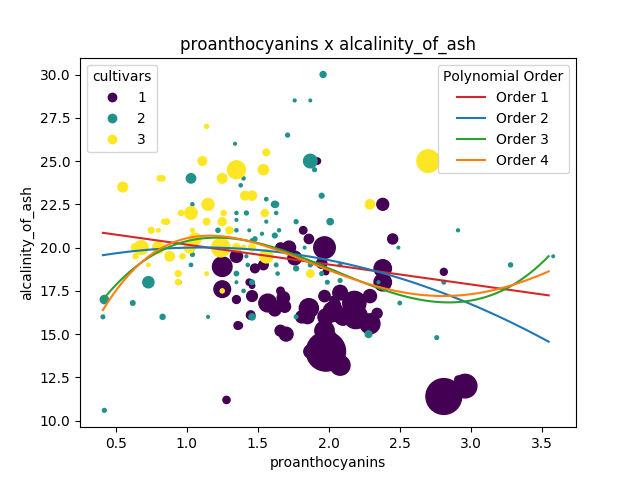 proanthocyanins x alcalinity_of_ash
cultivars
1
2
3
Polynomial Order
Order 1
Order 2
Order 3
Order 4
alcalinity_of_ash
30.0
27.5
25.0
22.5
20.0
17.5
15.0
12.5
10.0
0.5 1.0 1.5 2.0 2.5 3.0 3.5
proanthocyanins